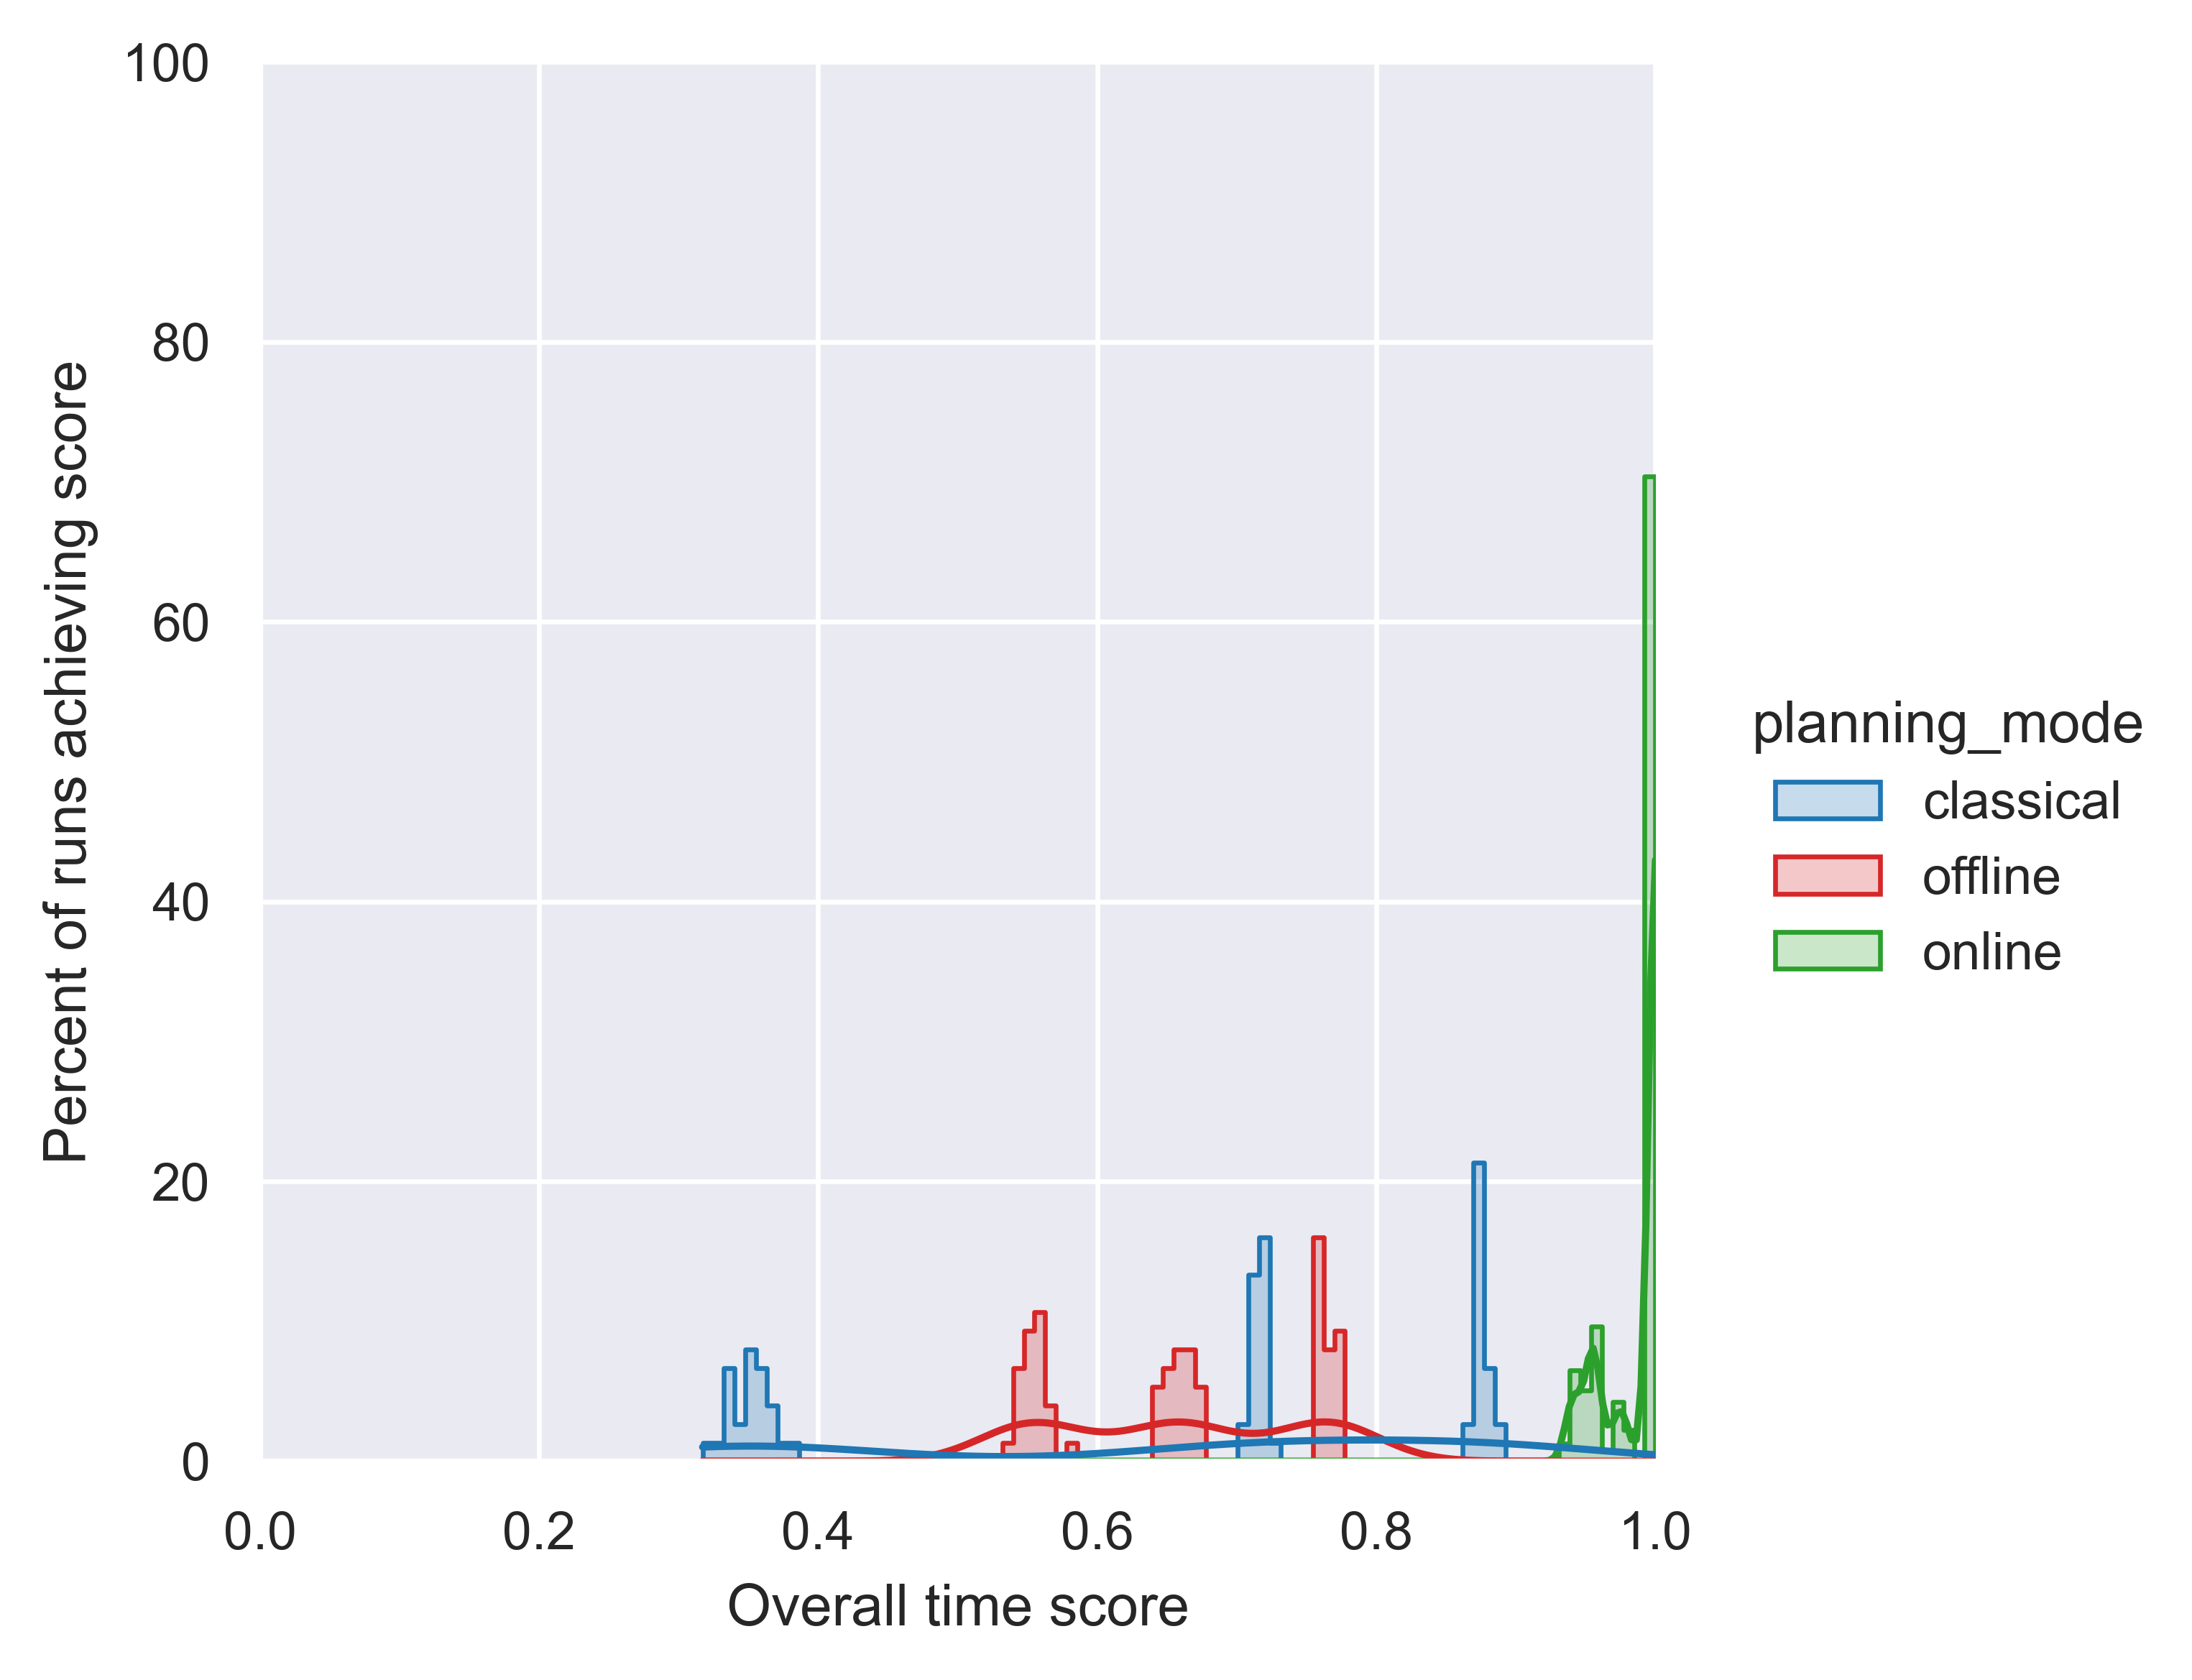 100
80
60
40
20
0
Percent of runs achieving score
0.0 0.2 0.4 0.6 0.8 1.0
Overall time score
planning_mode
classical
offline
online